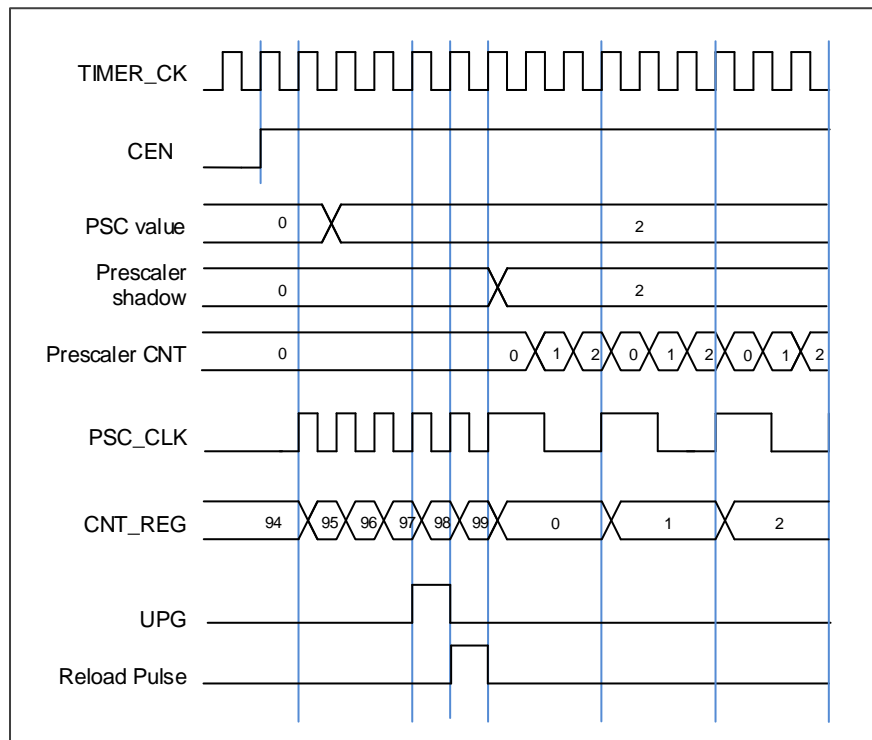 TIMER_CK
CEN
PSC value 0 2
Prescaler
shadow 0 2
Prescaler CNT 0 0 1 2 0 1 2 0 1 2
PSC_CLK
CNT_REG 94 95 96 97 98 99 0 1 2
UPG
Reload Pulse